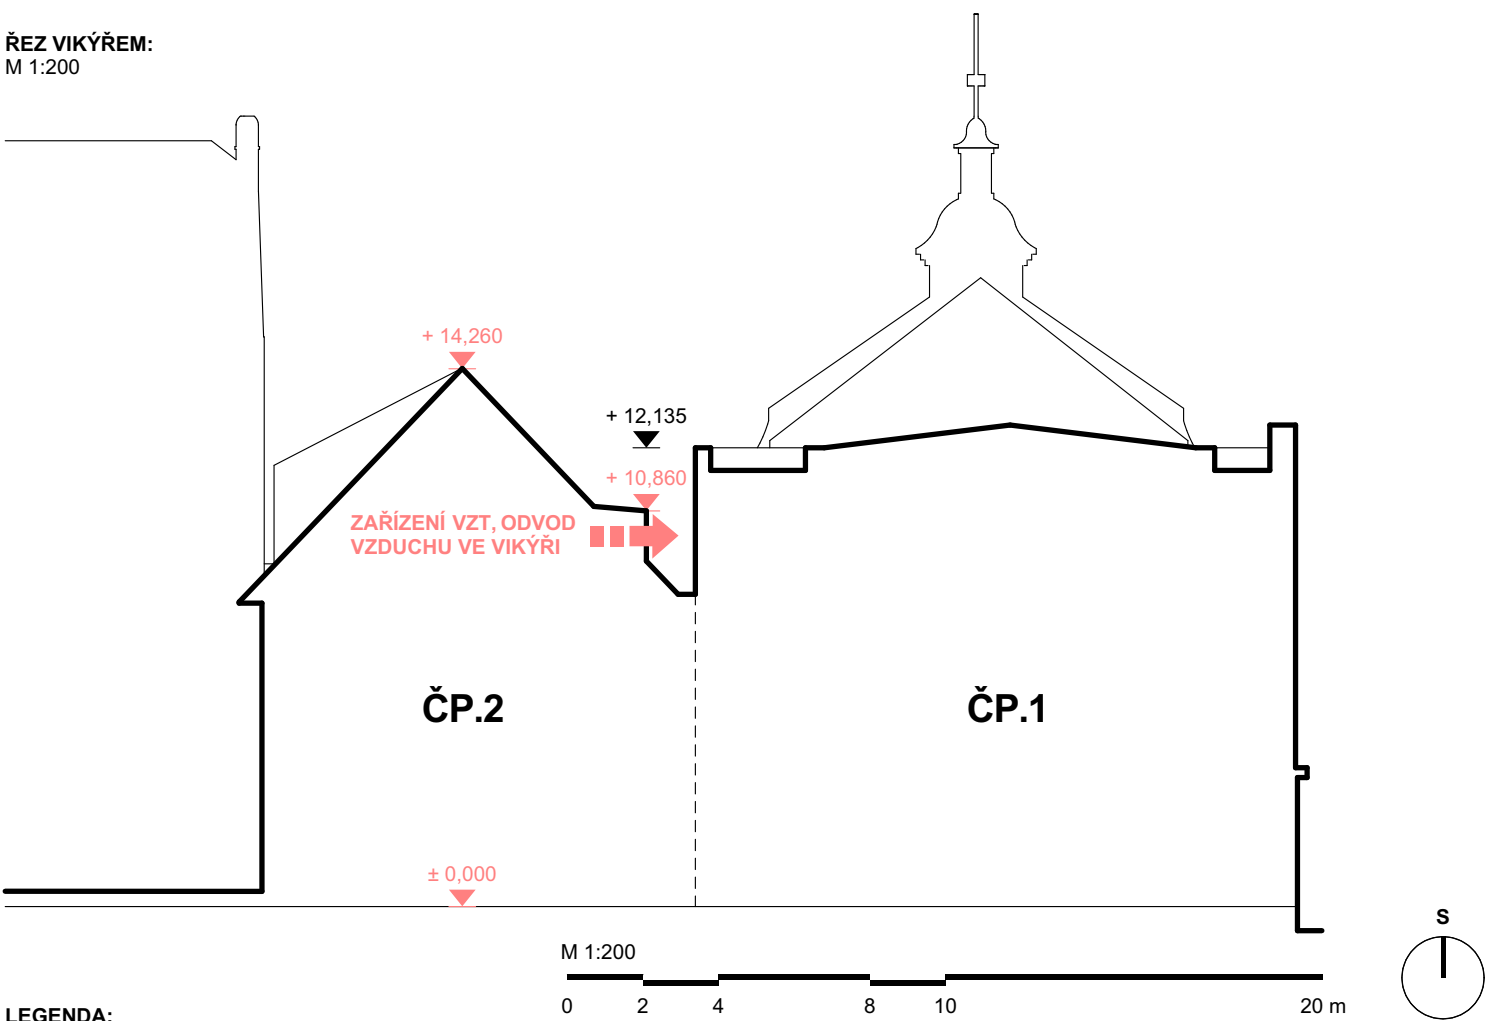 ŘEZ VIKÝŘEM:
M 1:200
+ 14,260
+ 12,135
+ 10,860
ZAŘÍZENÍ VZT, ODVOD
VZDUCHU VE VIKÝŘI
ČP.2
ČP.1
± 0,000
S
M 1:200
0 2 4 8 10 20 m
LEGENDA: